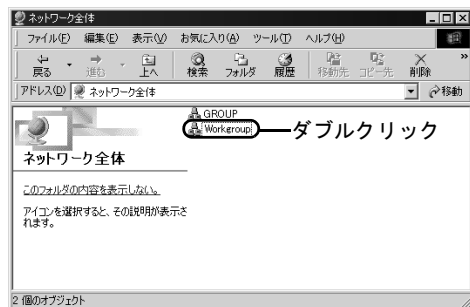 ネットワーク全体
ファイル(F) 編集(E) 表示(V) お気に入り(A) ツール(T) ヘルプ(H)
戻る 進む 上へ 検索 フォルダ 履歴 移動先 コピー先 削除 »
アドレス(D) ネットワーク全体 移動
GROUP
Workgroup ダブルクリック
ネットワーク全体
このフォルダの内容を表示しない。
アイコンを選択すると、その説明が表示さ
れます。
2 個のオブジェクト